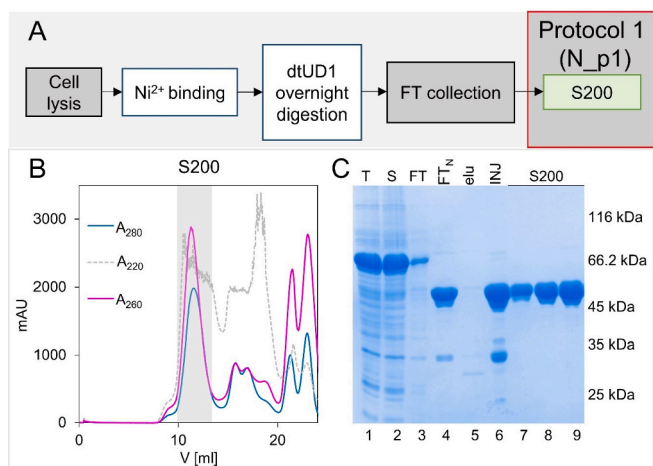 A
Cell
lysis
Ni²⁺ binding
dtUD1
overnight
digestion
FT collection
Protocol 1
(N_p1)
S200
B
S200
3000
2000
1000
0
mAU
A₂₈₀
A₂₂₀
A₂₆₀
0
10
20
V [ml]
C
T
S
FT
FT_N
elu
INJ
S200
116 kDa
66.2 kDa
45 kDa
35 kDa
25 kDa
1 2 3 4 5 6 7 8 9